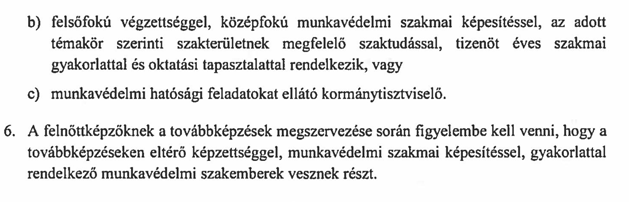 b) felsőfokú végzettséggel, középfokú munkavédelmi szakmai képesítéssel, az adott
témakör szerinti szakterületnek megfelelő szaktudással, tizenöt éves szakmai
gyakorlattal és oktatási tapasztalattal rendelkezik, vagy
c) munkavédelmi hatósági feladatokat ellátó kormánytisztviselő.
6. A felnőttképzőknek a továbbképzések megszervezése során figyelembe kell venni, hogy a
továbbképzéseken eltérő képzettséggel, munkavédelmi szakmai képesítéssel, gyakorlattal
rendelkező munkavédelmi szakemberek vesznek részt.